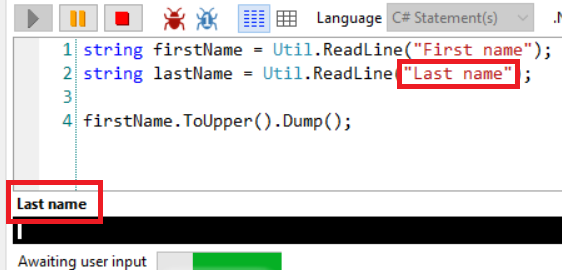 Language C# Statement(s) .N
1 string firstName = Util.ReadLine("First name");
2 string lastName = Util.ReadLine("Last name");
3
4 firstName.ToUpper().Dump();
Last name
Awaiting user input